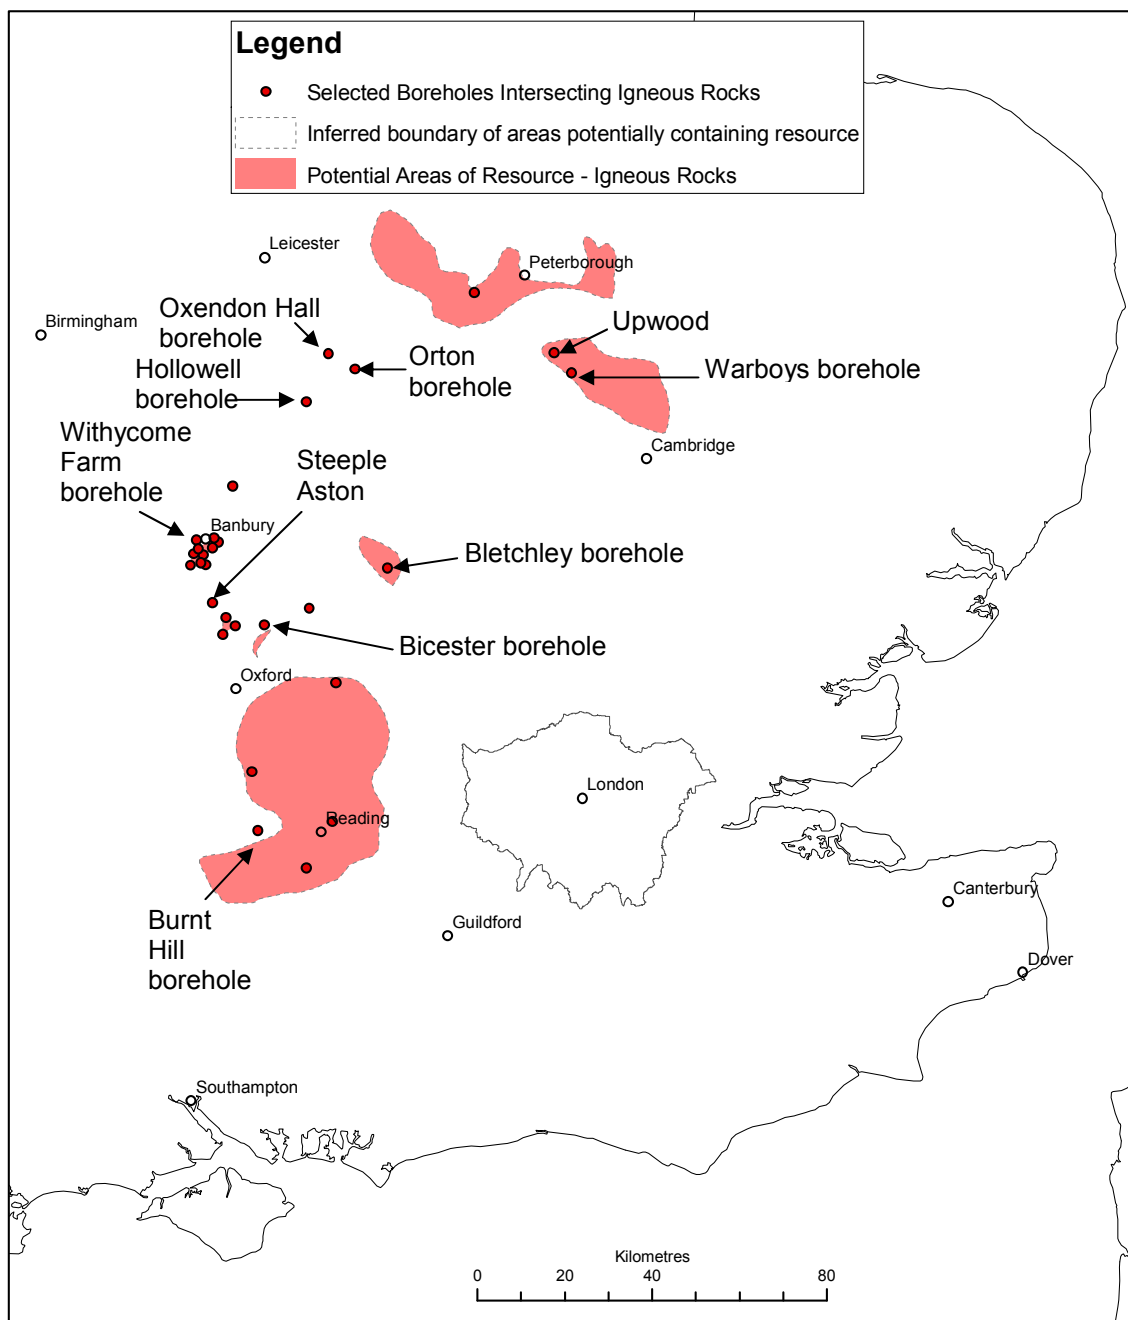 Legend
Selected Boreholes Intersecting Igneous Rocks
Inferred boundary of areas potentially containing resource
Potential Areas of Resource - Igneous Rocks
Leicester
Peterborough
Birmingham
Oxendon Hall
borehole
Upwood
Orton
borehole
Warboys borehole
Hollowell
borehole
Withycome
Farm
borehole
Cambridge
Steeple
Aston
Banbury
Bletchley borehole
Bicester borehole
Oxford
London
Reading
Burnt
Hill
borehole
Guildford
Canterbury
Dover
Southampton
Kilometres
0 20 40 80